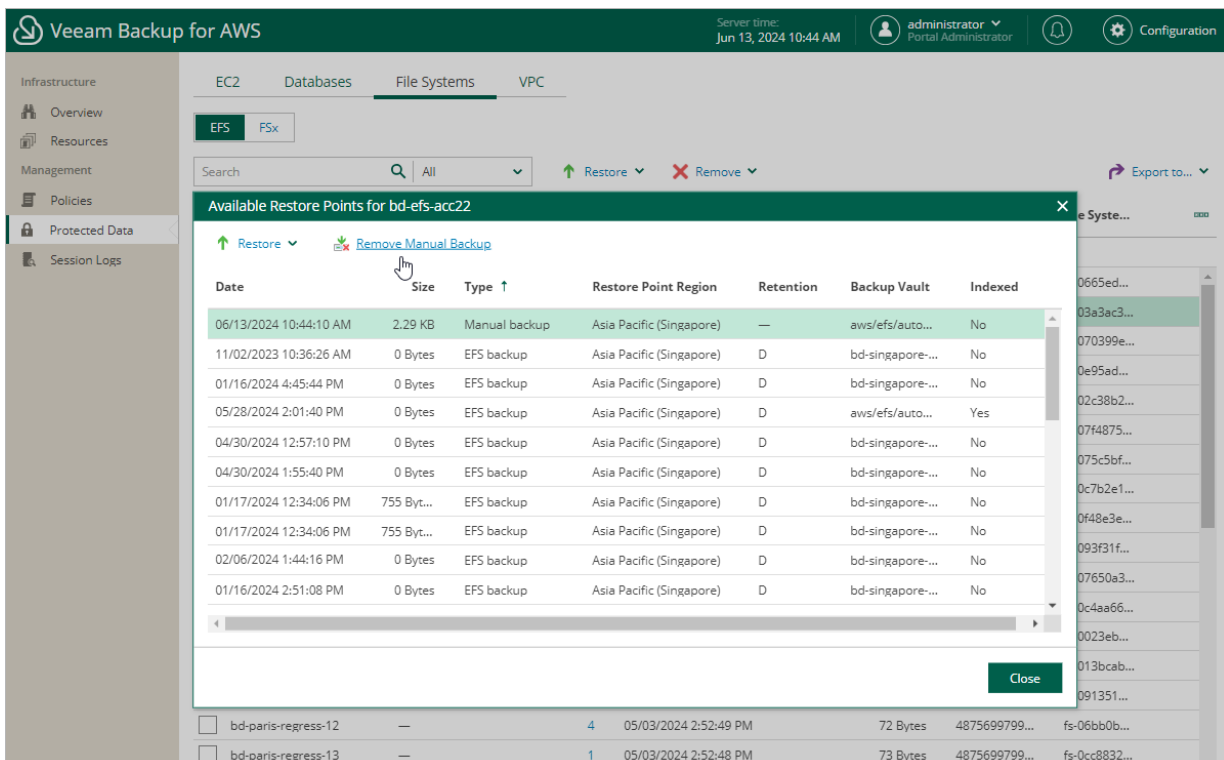 Veeam Backup for AWS
Server time:
Jun 13, 2024 10:44 AM
administrator
Portal Administrator
Configuration
Infrastructure
Overview
Resources
Management
Policies
Protected Data
Session Logs
EC2 Databases File Systems VPC
EFS FSx
Search All Restore Remove Export to...
Available Restore Points for bd-efs-acc22
Restore Remove Manual Backup
Date Size Type Restore Point Region Retention Backup Vault Indexed
06/13/2024 10:44:10 AM 2.29 KB Manual backup Asia Pacific (Singapore) — aws/efs/auto... No
11/02/2023 10:36:26 AM 0 Bytes EFS backup Asia Pacific (Singapore) D bd-singapore-... No
01/16/2024 4:45:44 PM 0 Bytes EFS backup Asia Pacific (Singapore) D bd-singapore-... No
05/28/2024 2:01:40 PM 0 Bytes EFS backup Asia Pacific (Singapore) D aws/efs/auto... Yes
04/30/2024 12:57:10 PM 0 Bytes EFS backup Asia Pacific (Singapore) D bd-singapore-... No
04/30/2024 1:55:40 PM 0 Bytes EFS backup Asia Pacific (Singapore) D bd-singapore-... No
01/17/2024 12:34:06 PM 755 Byt... EFS backup Asia Pacific (Singapore) D bd-singapore-... No
01/17/2024 12:34:06 PM 755 Byt... EFS backup Asia Pacific (Singapore) D bd-singapore-... No
02/06/2024 1:44:16 PM 0 Bytes EFS backup Asia Pacific (Singapore) D bd-singapore-... No
01/16/2024 2:51:08 PM 0 Bytes EFS backup Asia Pacific (Singapore) D bd-singapore-... No
Close
e Syste...
0665ed...
03a3ac3...
070399e...
0e95ad...
02c38b2...
07f4875...
075c5bf...
0c7b2e1...
0f48e3e...
093f31f...
07650a3...
0c4aa66...
0023eb...
013bcab...
091351...
bd-paris-regress-12 — 4 05/03/2024 2:52:49 PM 72 Bytes 4875699799... fs-06bb0b...
bd-paris-regress-13 — 1 05/03/2024 2:52:48 PM 73 Bytes 4875699799... fs-0cc8832...